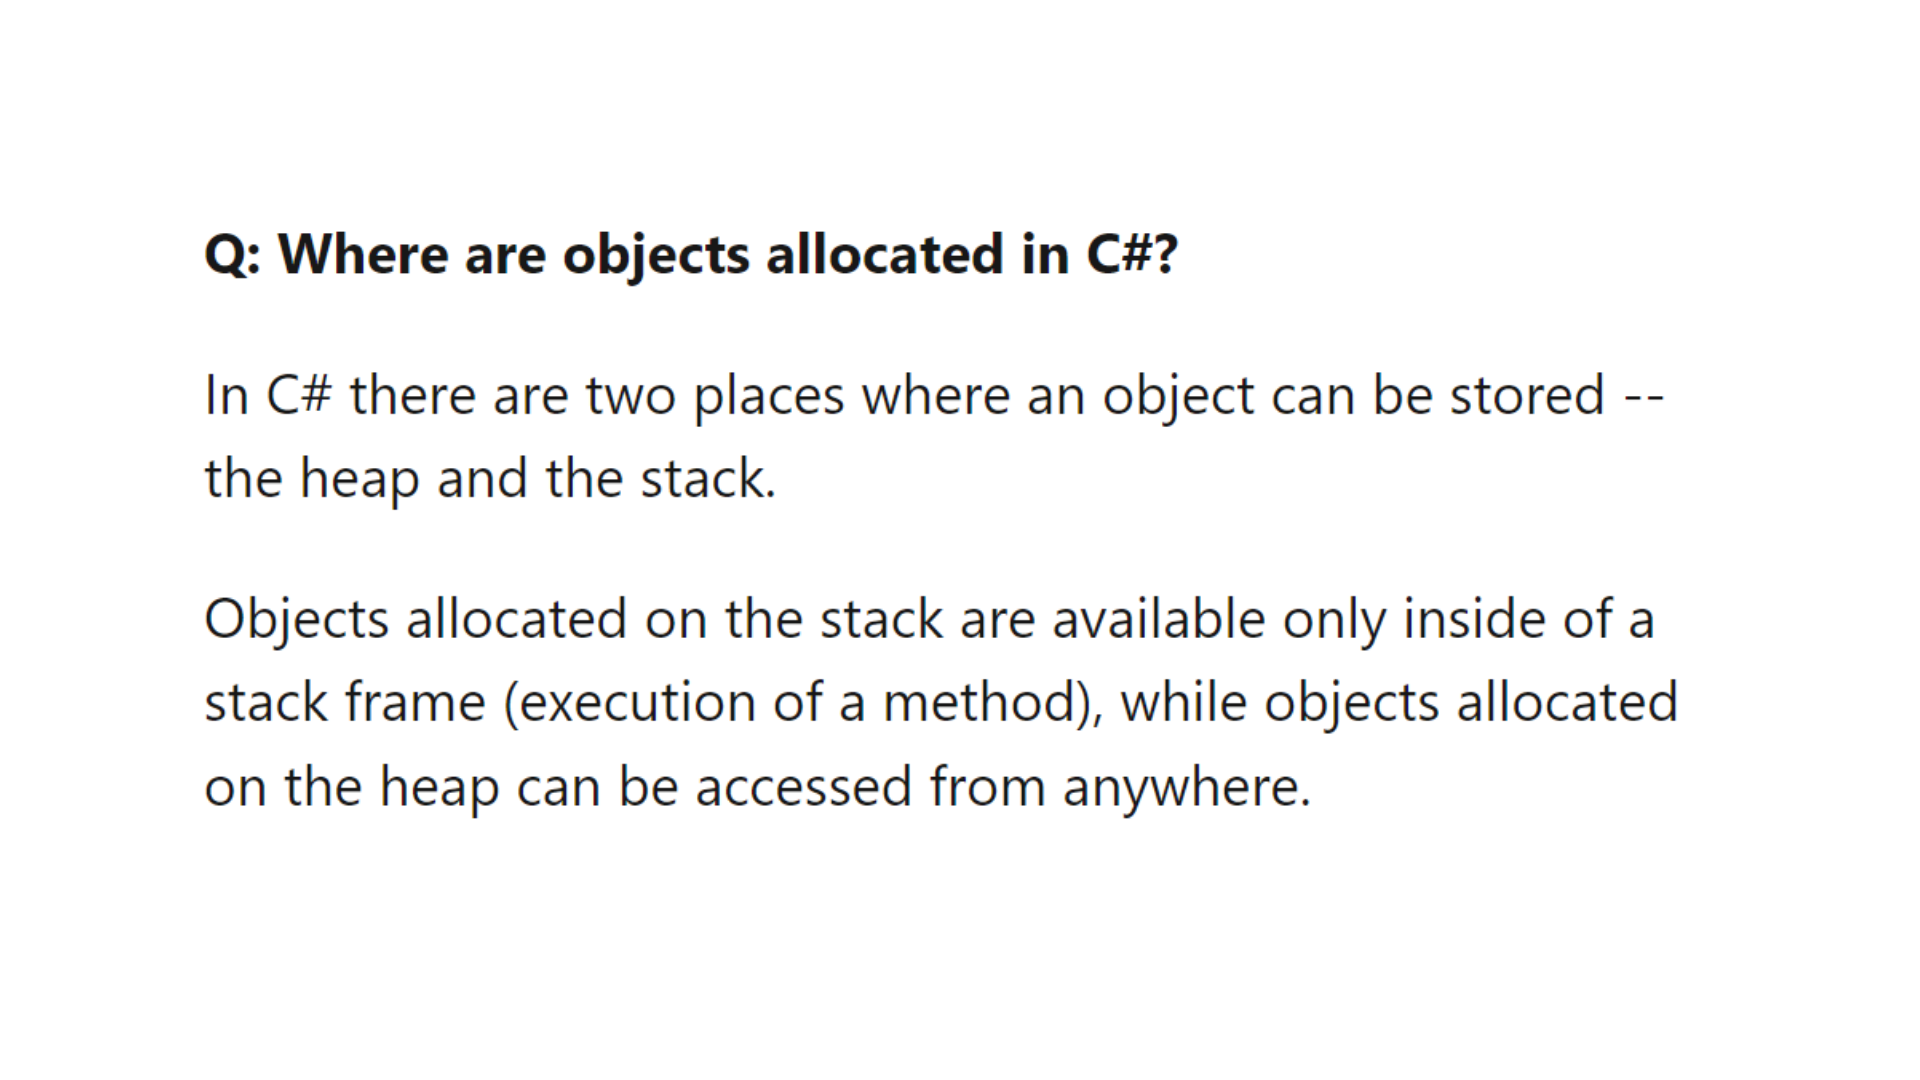 Q: Where are objects allocated in C#?
In C# there are two places where an object can be stored --
the heap and the stack.
Objects allocated on the stack are available only inside of a
stack frame (execution of a method), while objects allocated
on the heap can be accessed from anywhere.